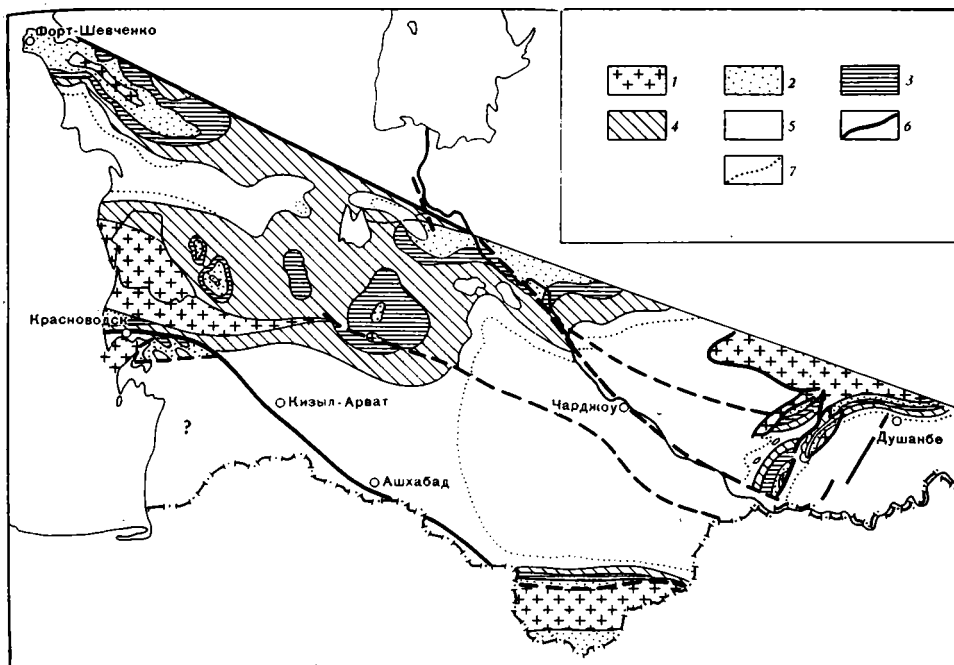 Форт-Шевченко
1 2 3
4 5 6
7
Красноводск
Кизыл-Арват
Чарджоу
Душанбе
?
Ашхабад